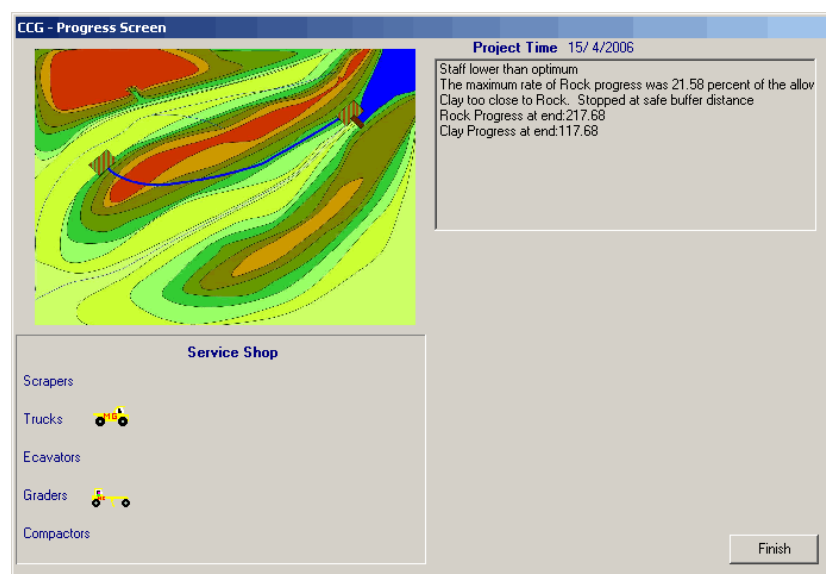 CCG - Progress Screen
Project Time 15/ 4/2006
Staff lower than optimum
The maximum rate of Rock progress was 21.58 percent of the allow
Clay too close to Rock. Stopped at safe buffer distance
Rock Progress at end:217.68
Clay Progress at end:117.68
Service Shop
Scrapers
Trucks
Ecavators
Graders
Compactors
Finish